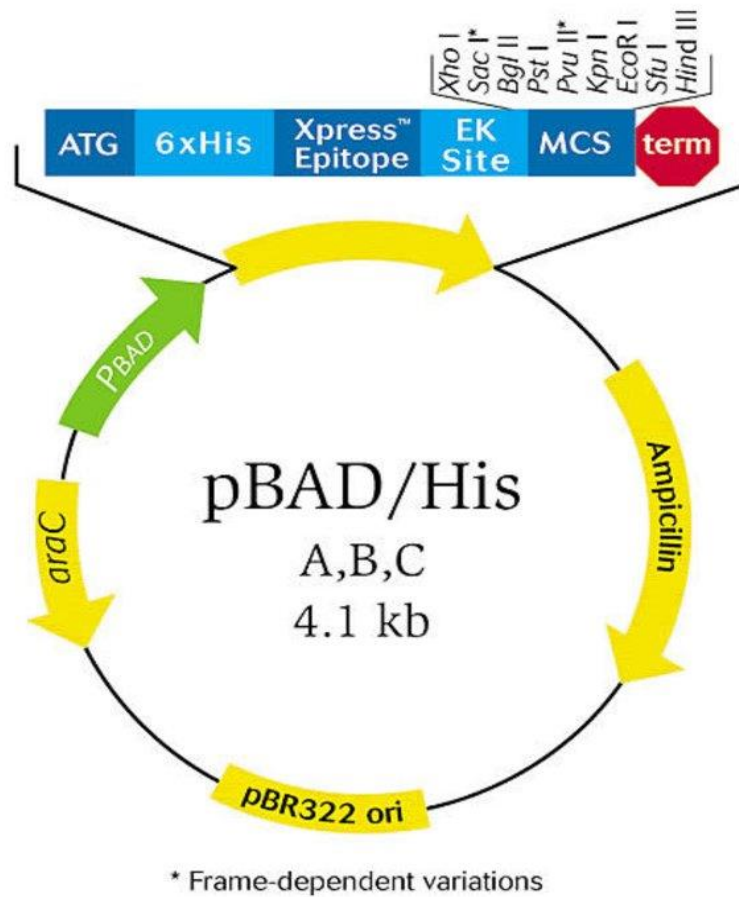 Xho I
Sac I*
Bgl II
Pst I
Pvu II*
Kpn I
EcoR I
Sfu I
Hind III
ATG
6xHis
Xpress™
Epitope
EK
Site
MCS
term
PBAD
araC
Ampicillin
pBAD/His
A,B,C
4.1 kb
pBR322 ori
* Frame-dependent variations